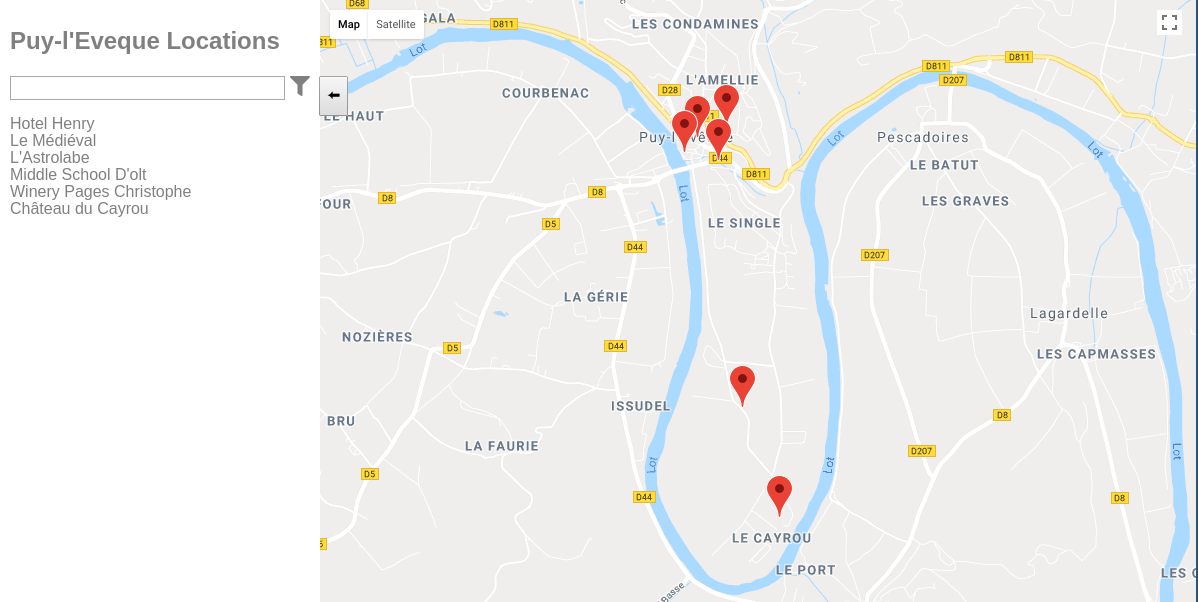 Puy-l'Eveque Locations
Hotel Henry
Le Médiéval
L'Astrolabe
Middle School D'olt
Winery Pages Christophe
Château du Cayrou
Map
Satellite
D68
GALA
D811
LES CONDAMINES
D811
L'AMELLIE
D811
D207
D28
Lot
COURBENAC
LE HAUT
Lot
Pescadoires
Lot
LE BATUT
D44
D811
D8
D8
Lot
LES GRAVES
FOUR
D5
LE SINGLE
D44
D207
LA GÉRIE
Lagardelle
NOZIÈRES
D5
D44
LES CAPMASSES
ISSUDEL
D8
BRU
LA FAURIE
D207
Lot
Lot
Lot
D5
D44
D8
LE CAYROU
LE PORT
LES C
Basse